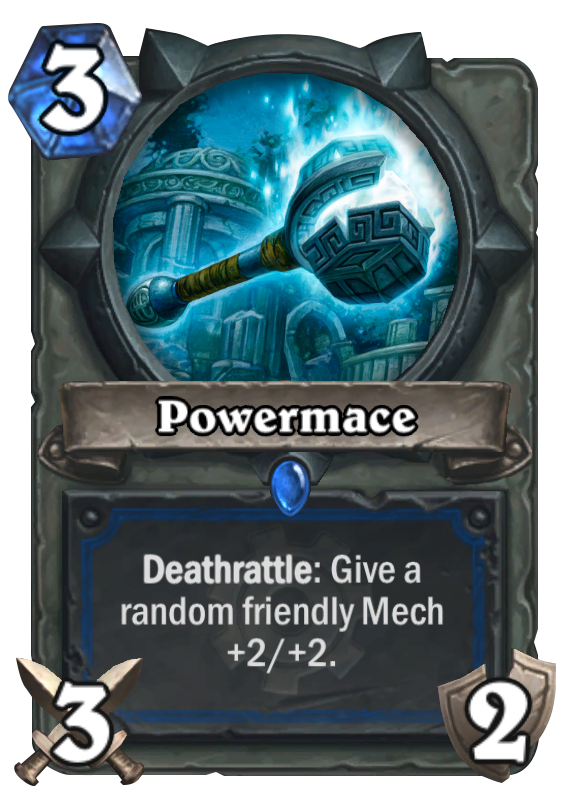 3
Powermace
Deathrattle: Give a
random friendly Mech
+2/+2.
3
2